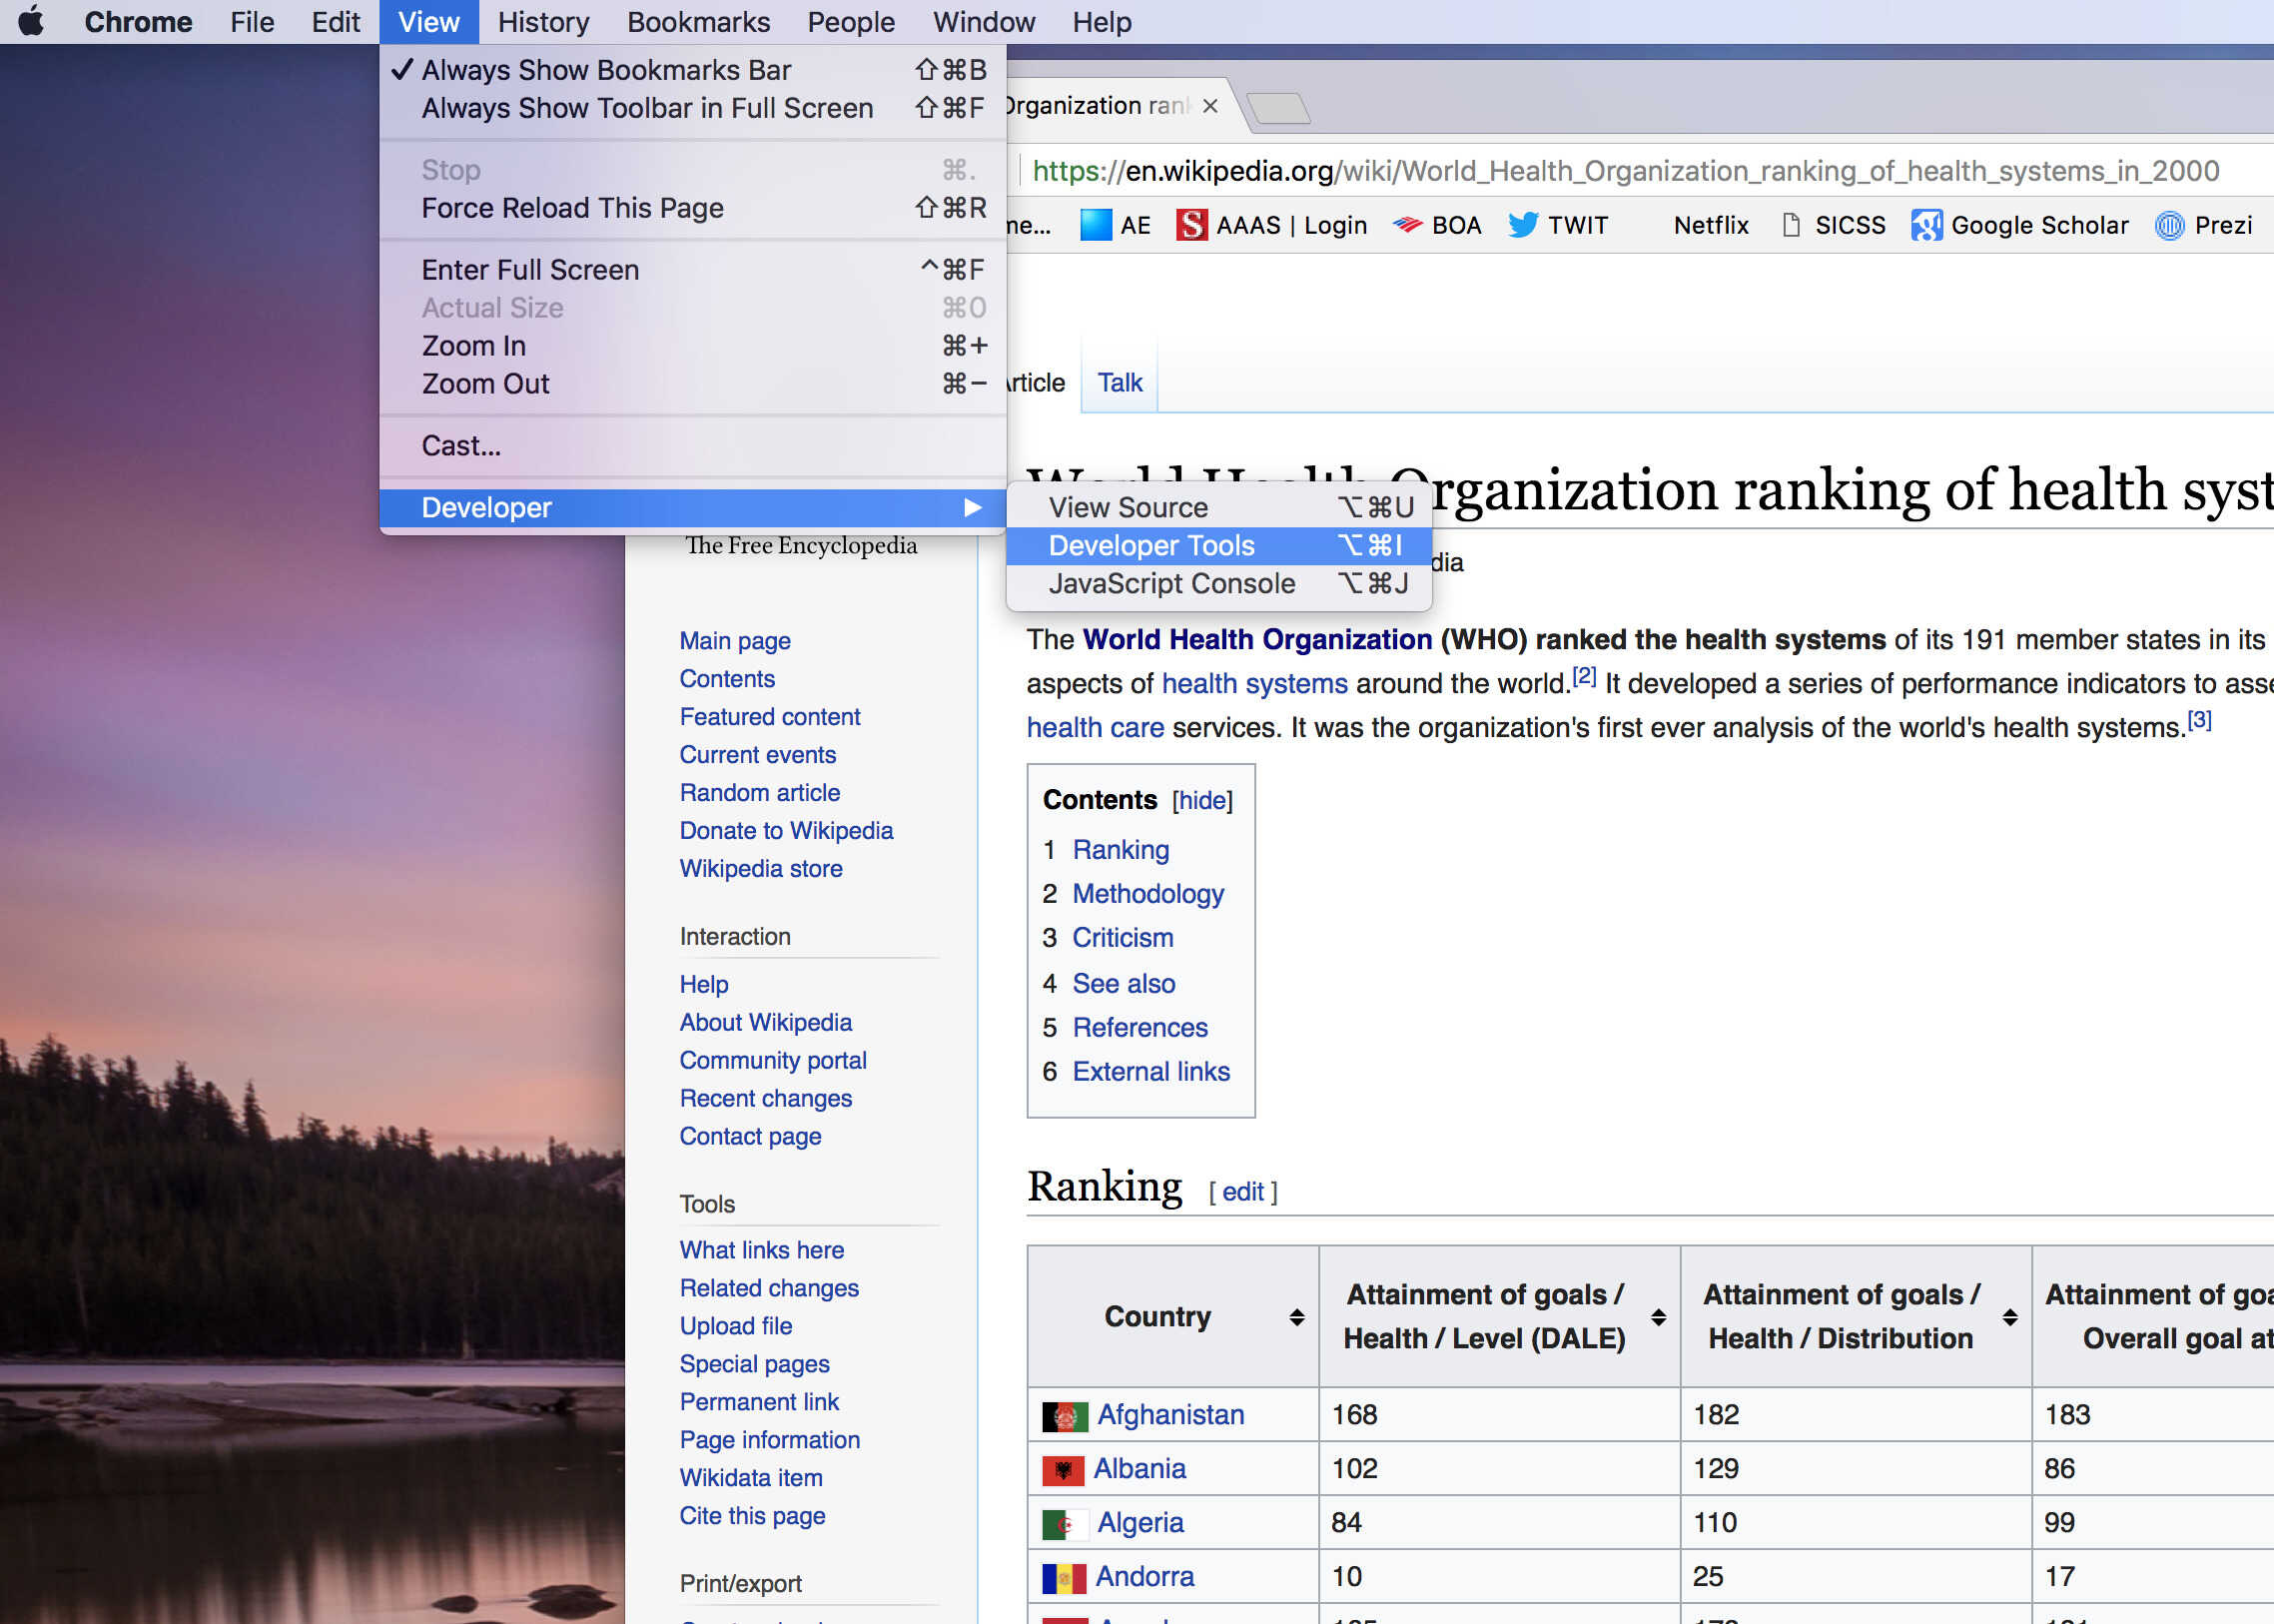 Chrome File Edit View History Bookmarks People Window Help
✓ Always Show Bookmarks Bar ⇧⌘B
Always Show Toolbar in Full Screen ⇧⌘F
Stop ⌘.
Force Reload This Page ⇧⌘R
Enter Full Screen ^⌘F
Actual Size ⌘0
Zoom In ⌘+
Zoom Out ⌘−
Cast...
Developer ▶
View Source ⌥⌘U
Developer Tools ⌥⌘I
JavaScript Console ⌥⌘J
Organization ran
https://en.wikipedia.org/wiki/World_Health_Organization_ranking_of_health_systems_in_2000
me... AE AAAS | Login BOA TWIT Netflix SICSS Google Scholar Prezi
Article Talk
World Health Organization ranking of health syst
dia
The Free Encyclopedia
Main page
Contents
Featured content
Current events
Random article
Donate to Wikipedia
Wikipedia store
Interaction
Help
About Wikipedia
Community portal
Recent changes
Contact page
Tools
What links here
Related changes
Upload file
Special pages
Permanent link
Page information
Wikidata item
Cite this page
Print/export
The World Health Organization (WHO) ranked the health systems of its 191 member states in its
aspects of health systems around the world.[2] It developed a series of performance indicators to asse
health care services. It was the organization's first ever analysis of the world's health systems.[3]
Contents [hide]
1 Ranking
2 Methodology
3 Criticism
4 See also
5 References
6 External links
Ranking [ edit ]
Country
Attainment of goals /
Health / Level (DALE)
Attainment of goals /
Health / Distribution
Attainment of goa
Overall goal at
Afghanistan 168 182 183
Albania 102 129 86
Algeria 84 110 99
Andorra 10 25 17